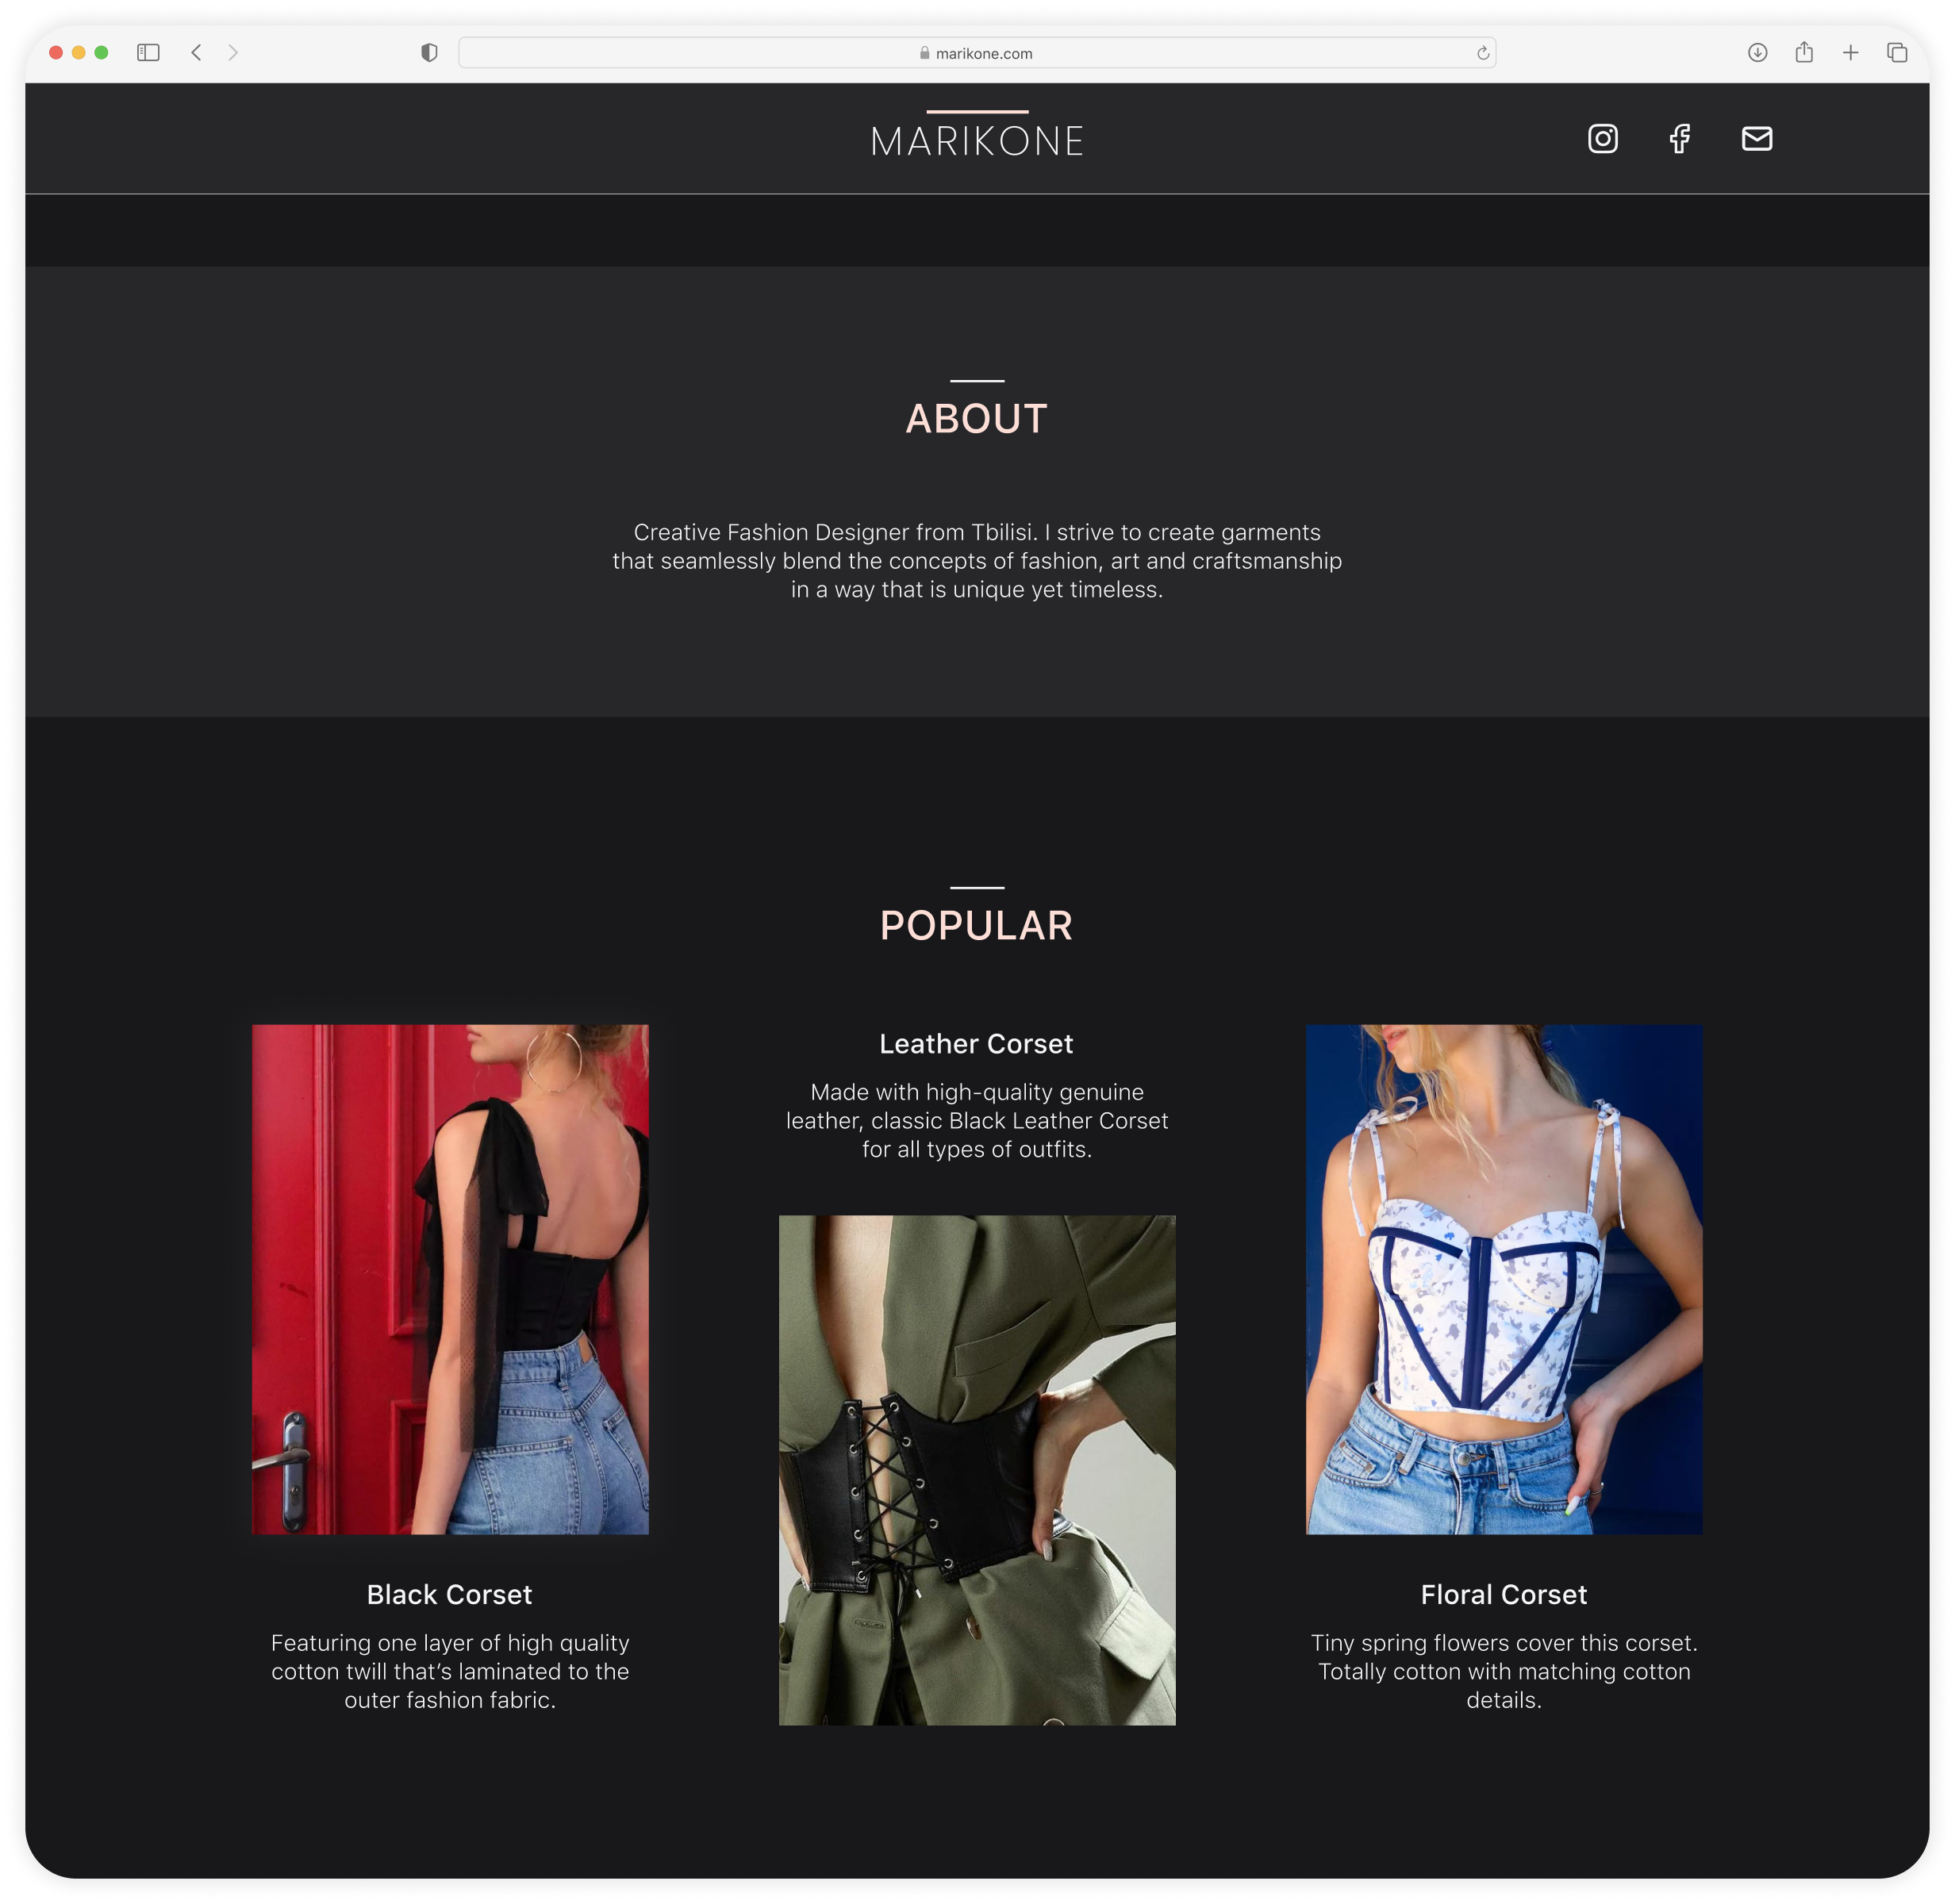 marikone.com
MARIKONE
ABOUT
Creative Fashion Designer from Tbilisi. I strive to create garments
that seamlessly blend the concepts of fashion, art and craftsmanship
in a way that is unique yet timeless.
POPULAR
Black Corset
Featuring one layer of high quality
cotton twill that’s laminated to the
outer fashion fabric.
Leather Corset
Made with high-quality genuine
leather, classic Black Leather Corset
for all types of outfits.
Floral Corset
Tiny spring flowers cover this corset.
Totally cotton with matching cotton
details.